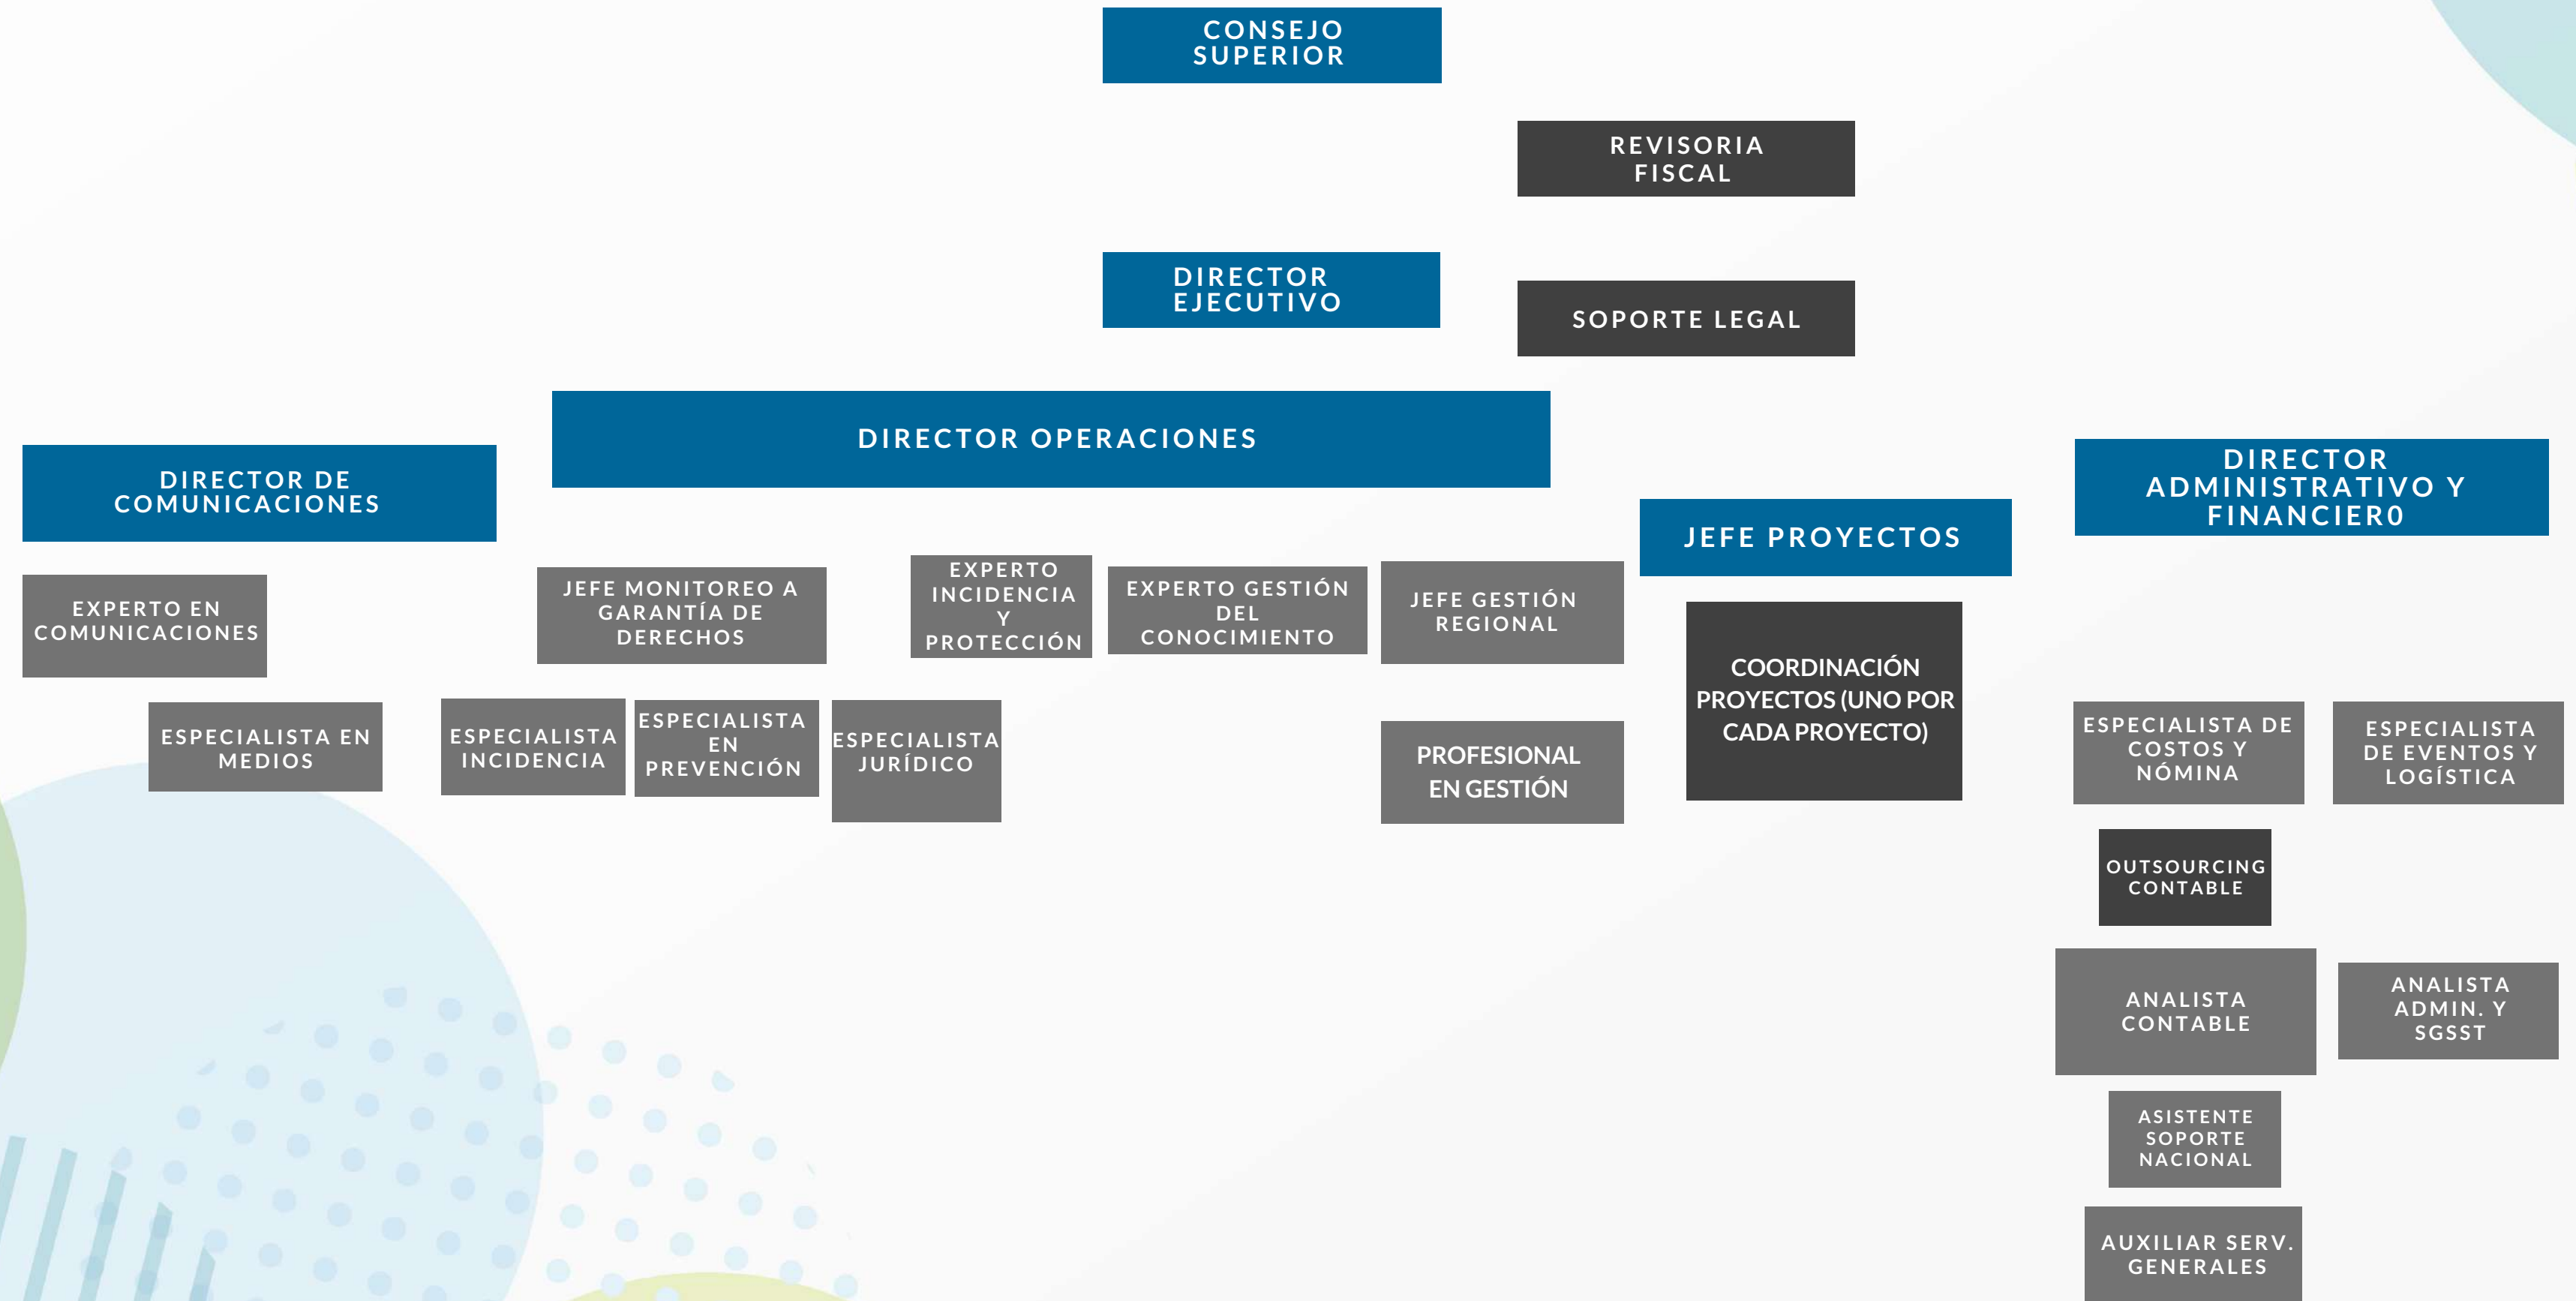 CONSEJO
SUPERIOR
REVISORIA
FISCAL
DIRECTOR
EJECUTIVO
SOPORTE LEGAL
DIRECTOR OPERACIONES
DIRECTOR DE
COMUNICACIONES
DIRECTOR
ADMINISTRATIVO Y
FINANCIER0
JEFE PROYECTOS
EXPERTO EN
COMUNICACIONES
JEFE MONITOREO A
GARANTÍA DE
DERECHOS
EXPERTO
INCIDENCIA
Y
PROTECCIÓN
EXPERTO GESTIÓN
DEL
CONOCIMIENTO
JEFE GESTIÓN
REGIONAL
COORDINACIÓN
PROYECTOS (UNO POR
CADA PROYECTO)
ESPECIALISTA EN
MEDIOS
ESPECIALISTA
INCIDENCIA
ESPECIALISTA
EN
PREVENCIÓN
ESPECIALISTA
JURÍDICO
PROFESIONAL
EN GESTIÓN
ESPECIALISTA DE
COSTOS Y
NÓMINA
ESPECIALISTA
DE EVENTOS Y
LOGÍSTICA
OUTSOURCING
CONTABLE
ANALISTA
CONTABLE
ANALISTA
ADMIN. Y
SGSST
ASISTENTE
SOPORTE
NACIONAL
AUXILIAR SERV.
GENERALES